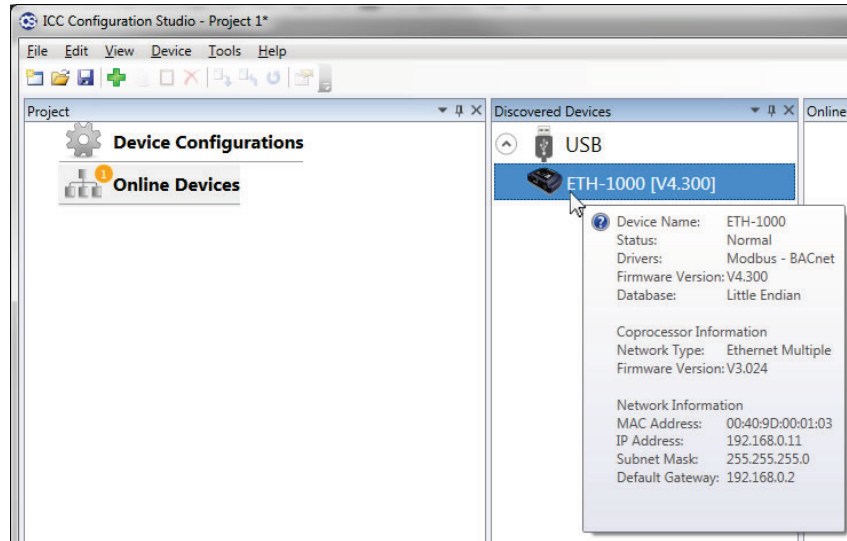 ICC Configuration Studio - Project 1*
File Edit View Device Tools Help
Project
Discovered Devices
Online
Device Configurations
USB
1
Online Devices
ETH-1000 [V4.300]
Device Name: ETH-1000
Status: Normal
Drivers: Modbus - BACnet
Firmware Version: V4.300
Database: Little Endian
Coprocessor Information
Network Type: Ethernet Multiple
Firmware Version: V3.024
Network Information
MAC Address: 00:40:9D:00:01:03
IP Address: 192.168.0.11
Subnet Mask: 255.255.255.0
Default Gateway: 192.168.0.2